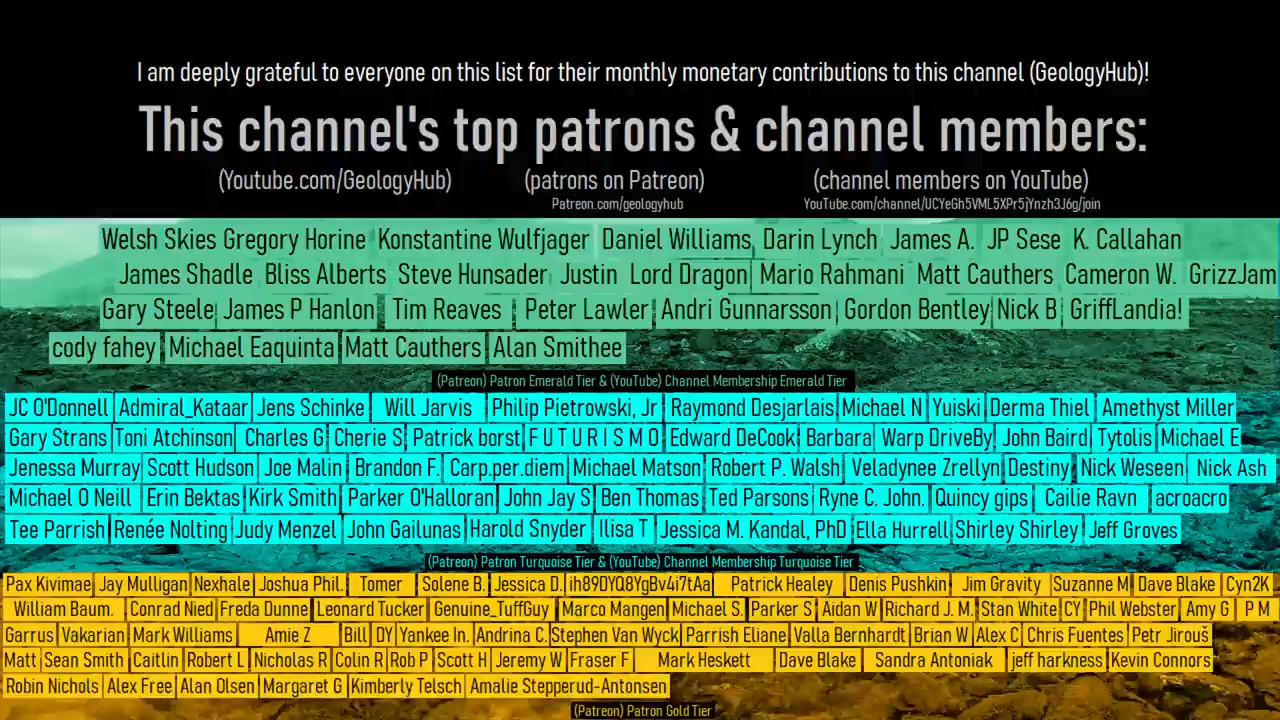 I am deeply grateful to everyone on this list for their monthly monetary contributions to this channel (GeologyHub)!
This channel's top patrons & channel members:
(Youtube.com/GeologyHub) (patrons on Patreon) (channel members on YouTube)
Patreon.com/geologyhub YouTube.com/channel/UCYeGh5VML5XPr5jYnzh3J6g/join
Welsh Skies Gregory Horine Konstantine Wulfjager Daniel Williams Darin Lynch James A. JP Sese K. Callahan
James Shadle Bliss Alberts Steve Hunsader Justin Lord Dragon Mario Rahmani Matt Cauthers Cameron W. GrizzJam
Gary Steele James P Hanlon Tim Reaves Peter Lawler Andri Gunnarsson Gordon Bentley Nick B GriffLandia!
cody fahey Michael Eaquinta Matt Cauthers Alan Smithee
(Patreon) Patron Emerald Tier & (YouTube) Channel Membership Emerald Tier
JC O'Donnell Admiral_Kataar Jens Schinke Will Jarvis Philip Pietrowski, Jr Raymond Desjarlais Michael N Yuiski Derma Thiel Amethyst Miller
Gary Strans Toni Atchinson Charles G Cherie S Patrick borst F U T U R I S M O Edward DeCook Barbara Warp DriveBy John Baird Tytolis Michael E
Jenessa Murray Scott Hudson Joe Malin Brandon F. Carp.per.diem Michael Matson Robert P. Walsh Veladynee Zrellyn Destiny Nick Weseen Nick Ash
Michael O Neill Erin Bektas Kirk Smith Parker O'Halloran John Jay S Ben Thomas Ted Parsons Ryne C. John. Quincy gips Cailie Ravn acroacro
Tee Parrish Renée Nolting Judy Menzel John Gailunas Harold Snyder Ilisa T Jessica M. Kandal, PhD Ella Hurrell Shirley Shirley Jeff Groves
(Patreon) Patron Turquoise Tier & (YouTube) Channel Membership Turquoise Tier
Pax Kivimae Jay Mulligan Nexhale Joshua Phil. Tomer Solene B. Jessica D. ih89DYQ8YgBv4i7tAa Patrick Healey Denis Pushkin Jim Gravity Suzanne M Dave Blake Cyn2K
William Baum. Conrad Nied Freda Dunne Leonard Tucker Genuine_TuffGuy Marco Mangen Michael S. Parker S Aidan W Richard J. M. Stan White CY Phil Webster Amy G P M
Garrus Vakarian Mark Williams Amie Z Bill DY Yankee In. Andrina C. Stephen Van Wyck Parrish Eliane Valla Bernhardt Brian W Alex C Chris Fuentes Petr Jirouš
Matt Sean Smith Caitlin Robert L Nicholas R Colin R Rob P Scott H Jeremy W Fraser F Mark Heskett Dave Blake Sandra Antoniak jeff harkness Kevin Connors
Robin Nichols Alex Free Alan Olsen Margaret G Kimberly Telsch Amalie Stepperud-Antonsen
(Patreon) Patron Gold Tier